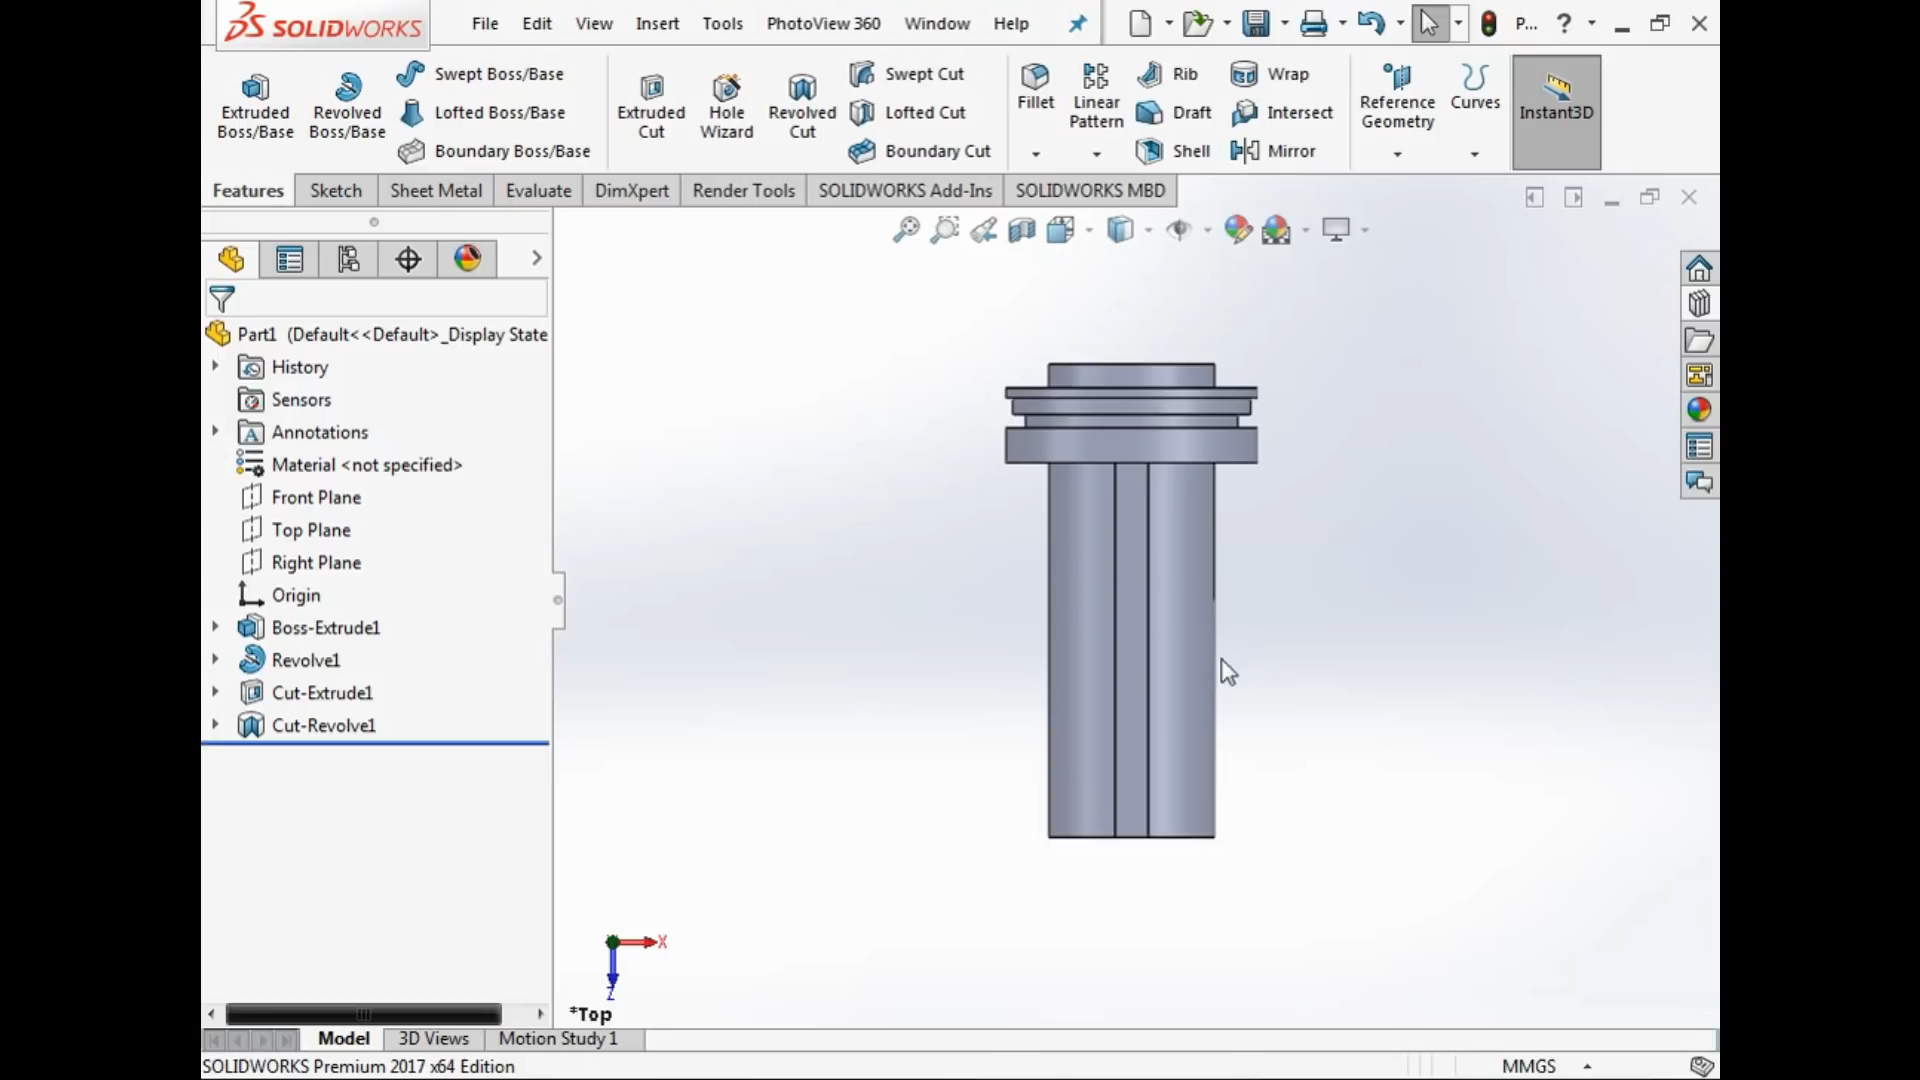 SOLIDWORKS File Edit View Insert Tools PhotoView 360 Window Help P... ?
Extruded Boss/Base
Revolved Boss/Base
Swept Boss/Base
Lofted Boss/Base
Boundary Boss/Base
Extruded Cut
Hole Wizard
Revolved Cut
Swept Cut
Lofted Cut
Boundary Cut
Fillet
Linear Pattern
Rib
Draft
Shell
Wrap
Intersect
Mirror
Reference Geometry
Curves
Instant3D
Features Sketch Sheet Metal Evaluate DimXpert Render Tools SOLIDWORKS Add-Ins SOLIDWORKS MBD
Part1 (Default<<Default>_Display State
History
Sensors
Annotations
Material <not specified>
Front Plane
Top Plane
Right Plane
Origin
Boss-Extrude1
Revolve1
Cut-Extrude1
Cut-Revolve1
X
Z
*Top
Model 3D Views Motion Study 1
SOLIDWORKS Premium 2017 x64 Edition MMGS